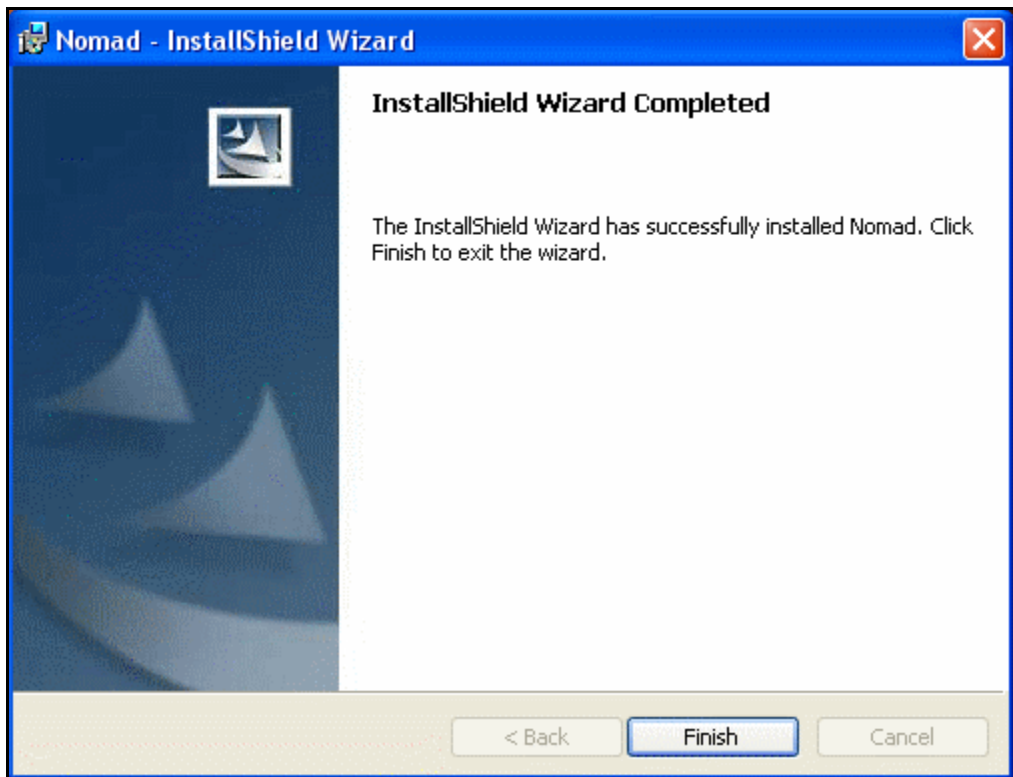 Nomad - InstallShield Wizard
InstallShield Wizard Completed
The InstallShield Wizard has successfully installed Nomad. Click
Finish to exit the wizard.
< Back
Finish
Cancel